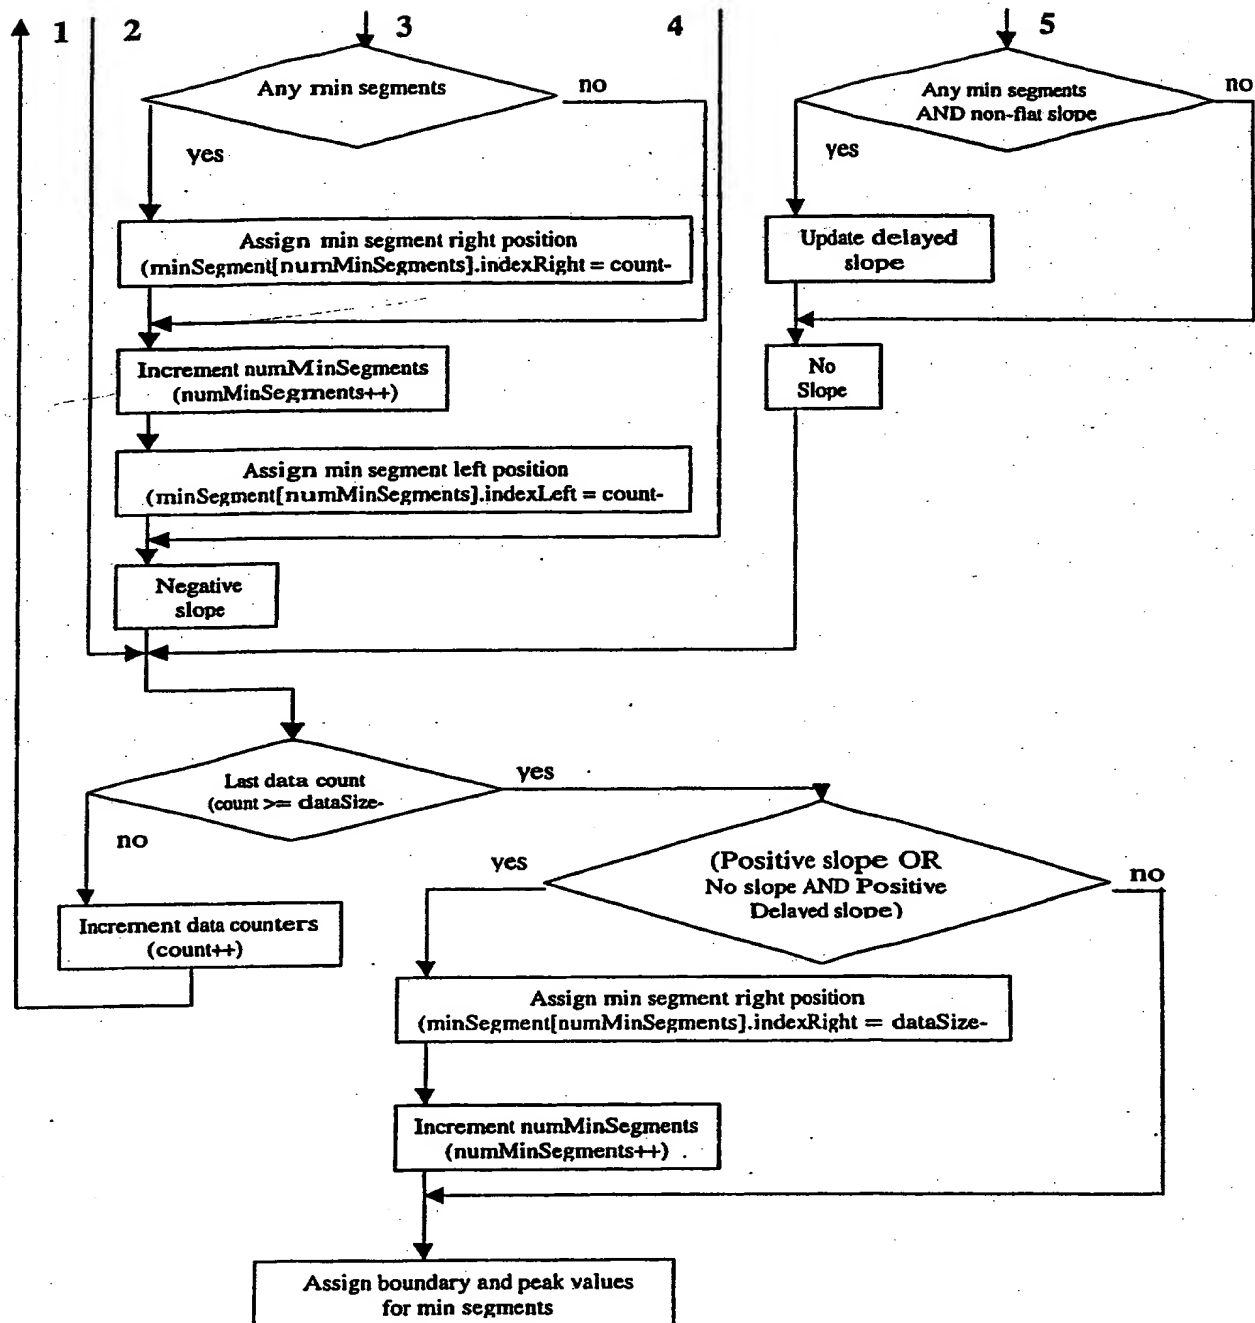 1 2 3 4 5
Any min segments
no
yes
Any min segments
AND non-flat slope
no
yes
Assign min segment right position
(minSegment[numMinSegments].indexRight = count-
Update delayed
slope
Increment numMinSegments
(numMinSegments++)
No
Slope
Assign min segment left position
(minSegment[numMinSegments].indexLeft = count-
Negative
slope
Last data count
(count >= dataSize-
yes
no
(Positive slope OR
No slope AND Positive
Delayed slope)
yes
no
Increment data counters
(count++)
Assign min segment right position
(minSegment[numMinSegments].indexRight = dataSize-
Increment numMinSegments
(numMinSegments++)
Assign boundary and peak values
for min segments